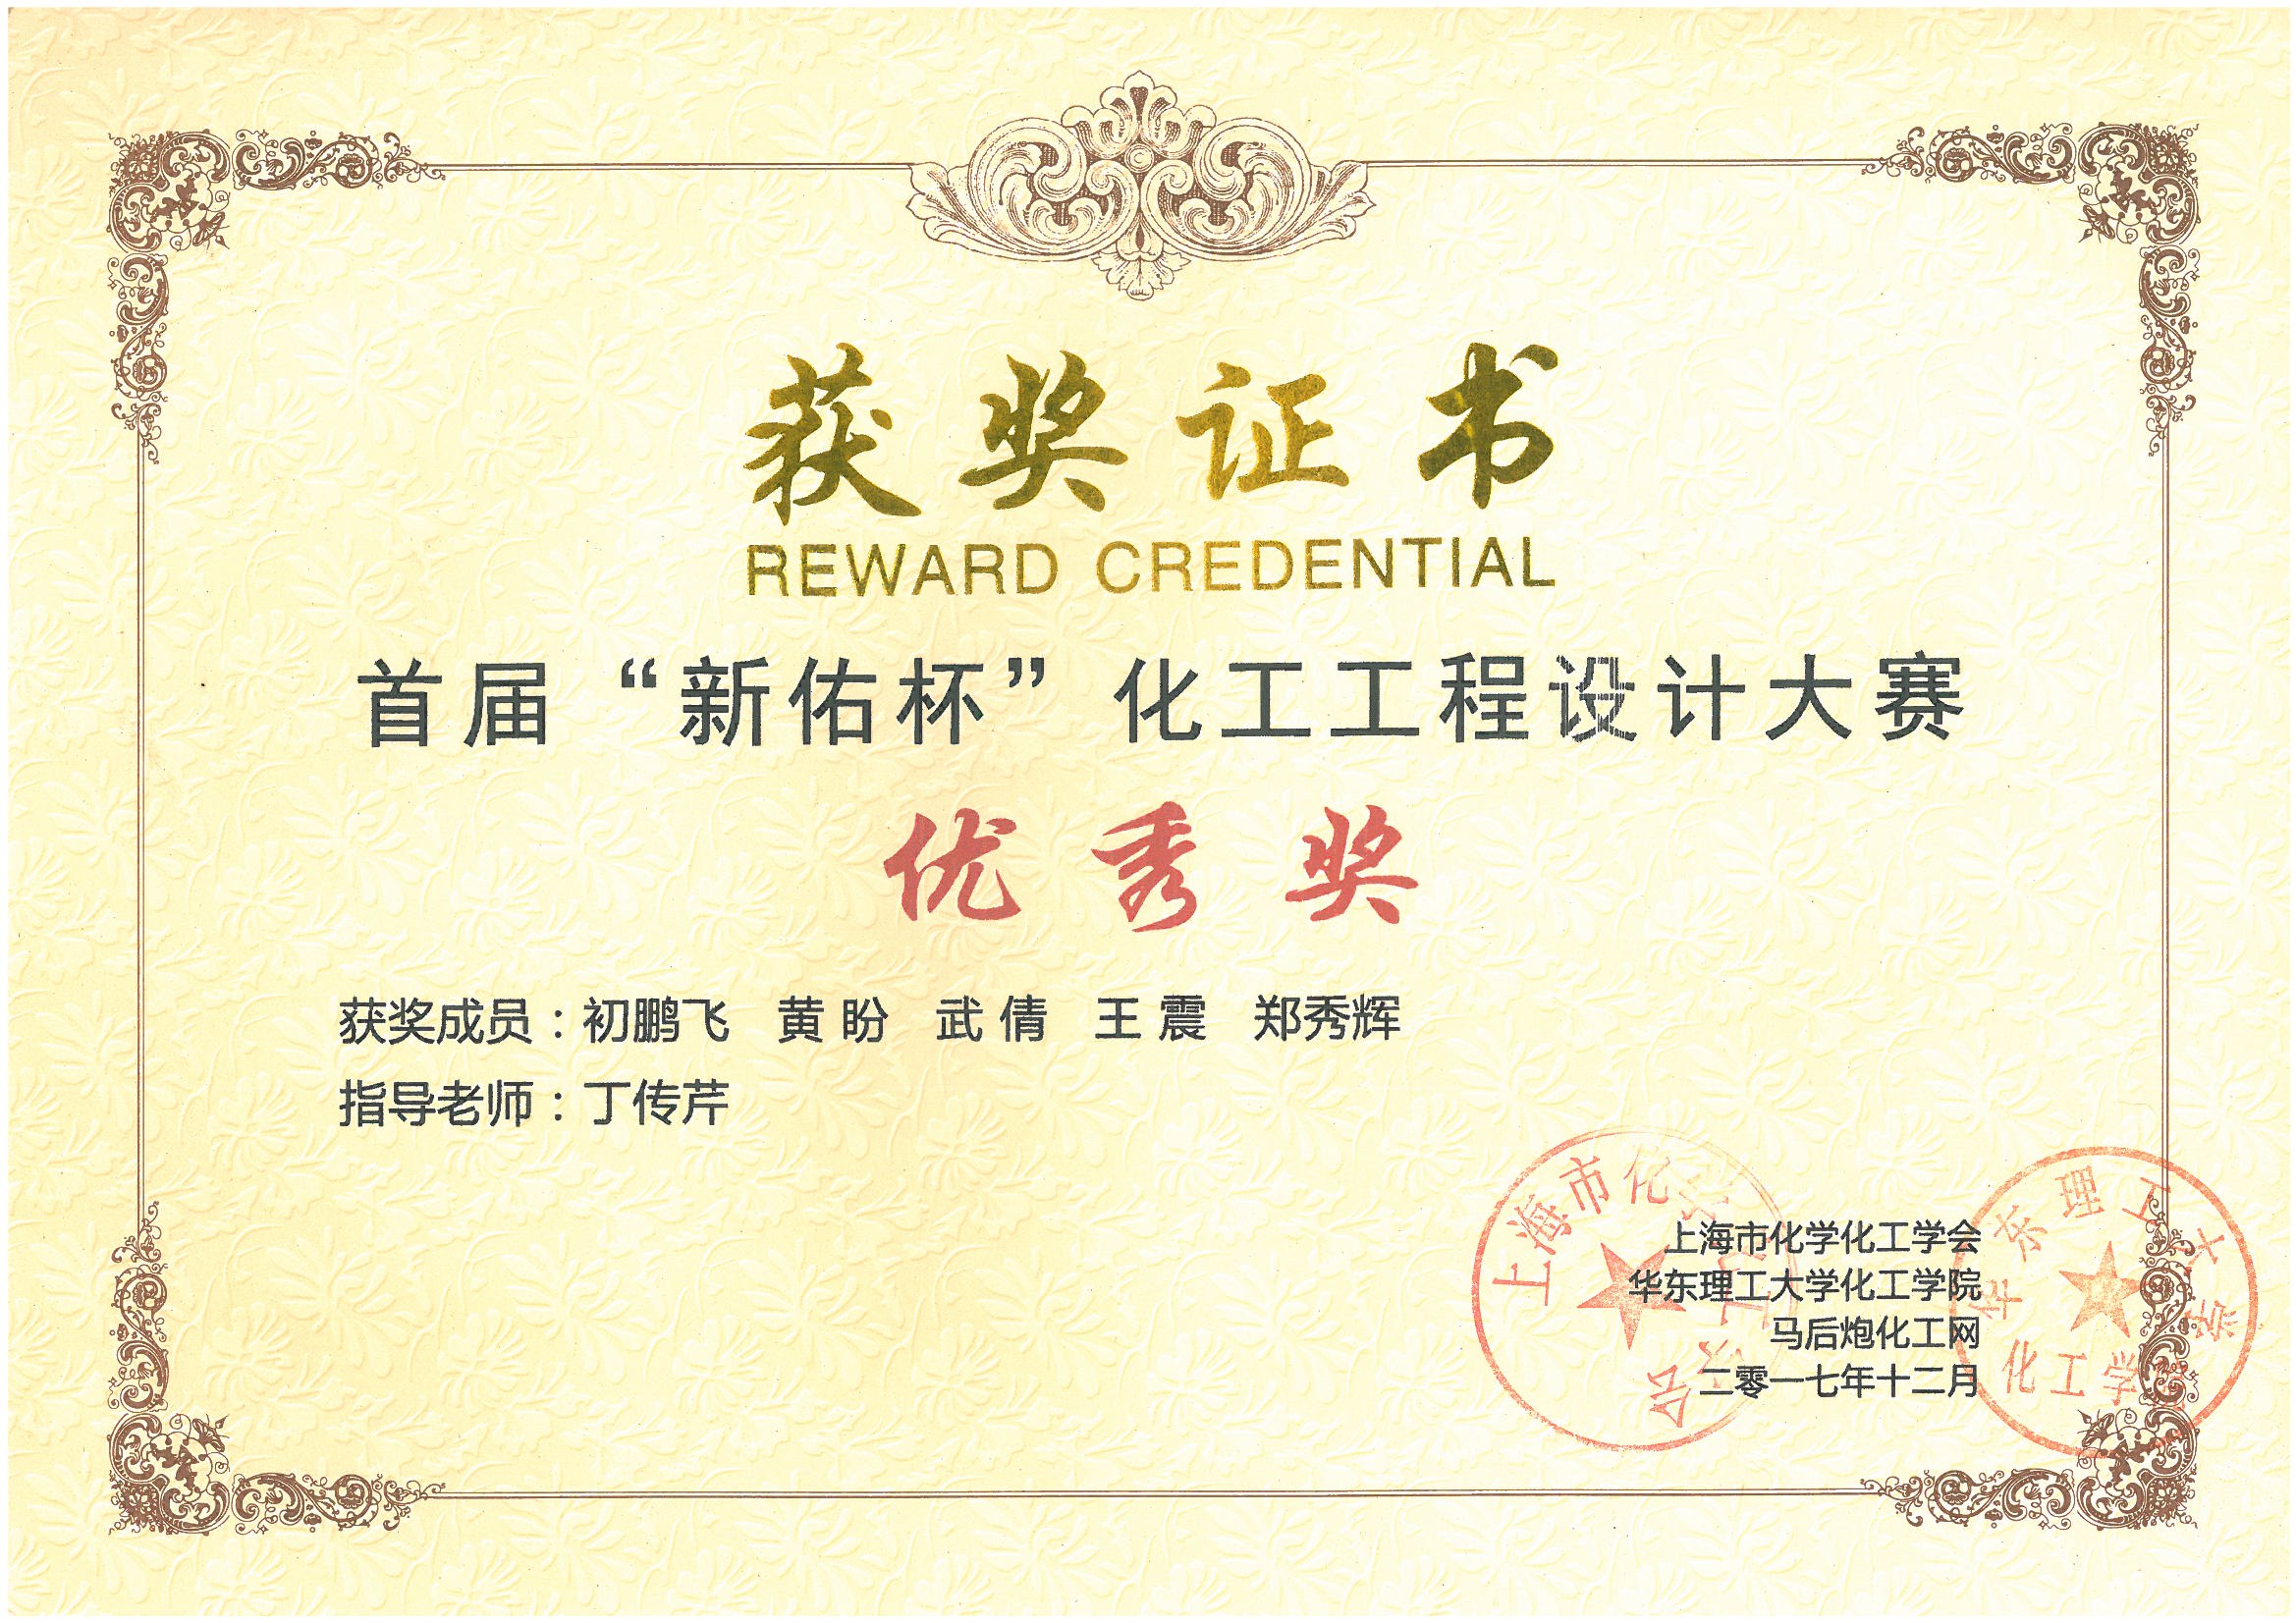 获奖证书
REWARD CREDENTIAL
首届“新佑杯”化工工程设计大赛
优秀奖
获奖成员：初鹏飞 黄盼 武倩 王震 郑秀辉
指导老师：丁传芹
上海市化学化工学会
华东理工大学化工学院
马后炮化工网
二零一七年十二月
上海市化学化工学会
华东理工大学
化工学院